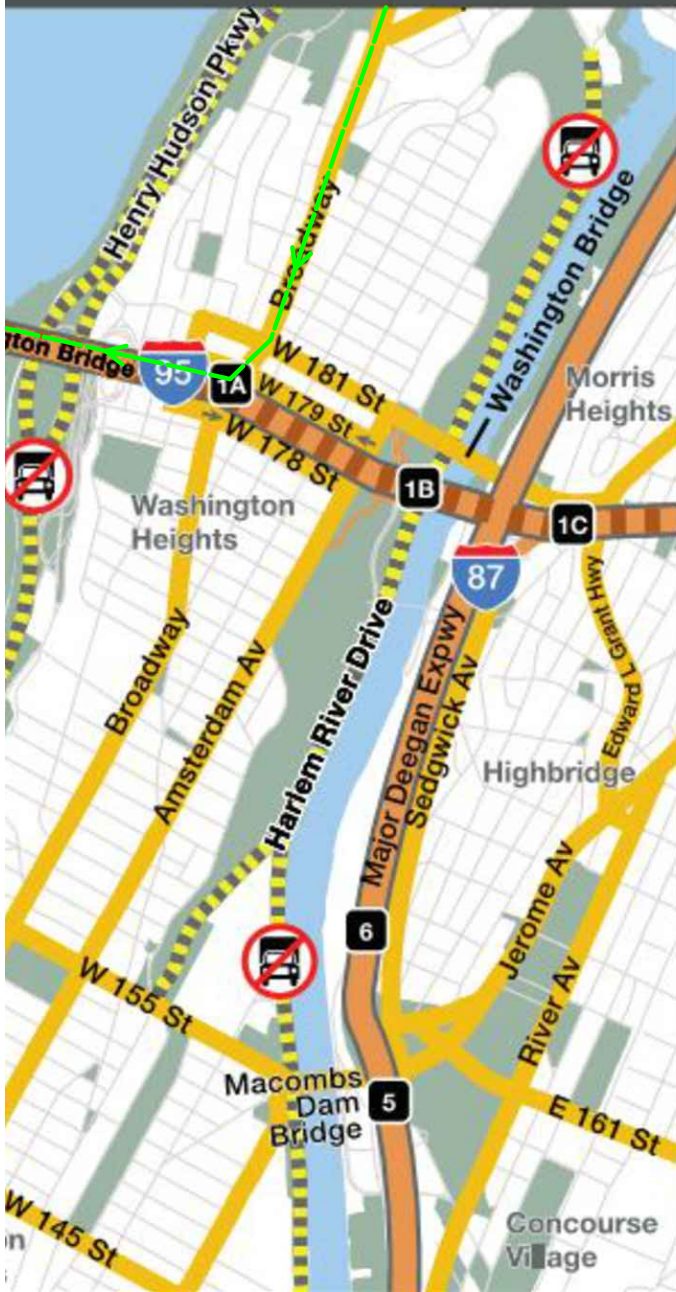 Henry Hudson Pkwy
Broadway
Washington Bridge
ton Bridge
95
1A
W 181 St
W 179 St
W 178 St
Morris
Heights
1B
1C
Washington
Heights
87
Edward L Grant Hwy
Broadway
Amsterdam Av
Harlem River Drive
Major Deegan Expwy
Sedgwick Av
Highbridge
Jerome Av
River Av
6
W 155 St
Macombs
Dam
Bridge
5
E 161 St
W 145 St
Concourse